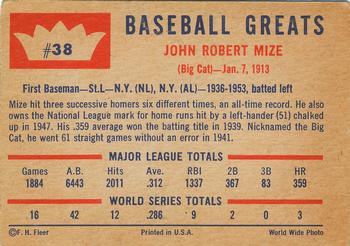 #38
BASEBALL GREATS
JOHN ROBERT MIZE
(Big Cat)—Jan. 7, 1913
First Baseman—St.L—N.Y. (NL), N.Y. (AL)—1936-1953, batted left
Mize hit three successive homers six different times, an all-time record. He also
owns the National League mark for home runs hit by a left-hander (51) chalked
up in 1947. His .359 average won the batting title in 1939. Nicknamed the Big
Cat, he went 61 straight games without an error in 1941.
MAJOR LEAGUE TOTALS
Games A.B. Hits Ave. RBI 2B 3B HR
1884 6443 2011 .312 1337 367 83 359
WORLD SERIES TOTALS
16 42 12 .286 9 2 0 3
© F. H. Fleer Printed in U.S.A. World Wide Photo